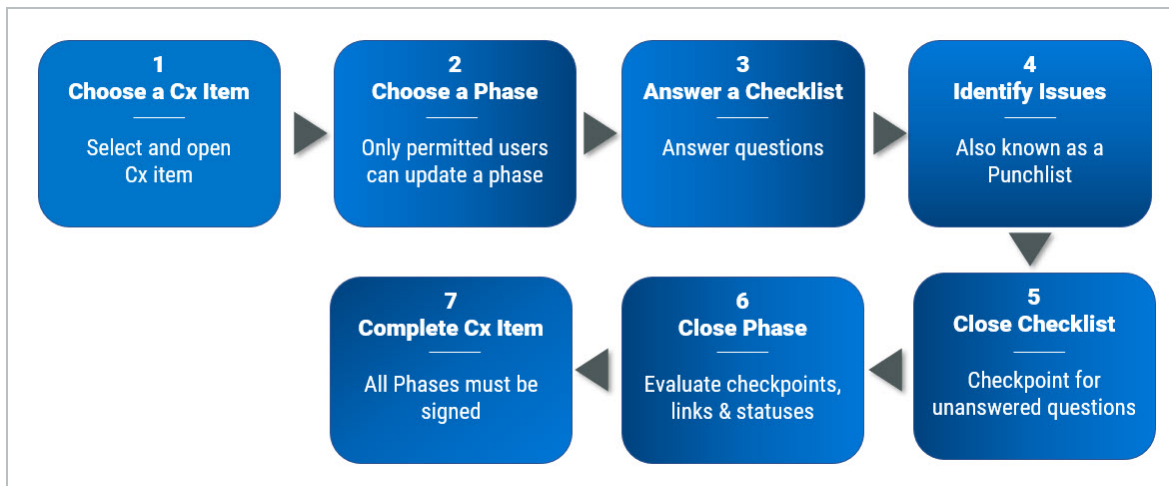 1
Choose a Cx Item
Select and open
Cx item
2
Choose a Phase
Only permitted users
can update a phase
3
Answer a Checklist
Answer questions
4
Identify Issues
Also known as a
Punchlist
5
Close Checklist
Checkpoint for
unanswered questions
6
Close Phase
Evaluate checkpoints,
links & statuses
7
Complete Cx Item
All Phases must be
signed